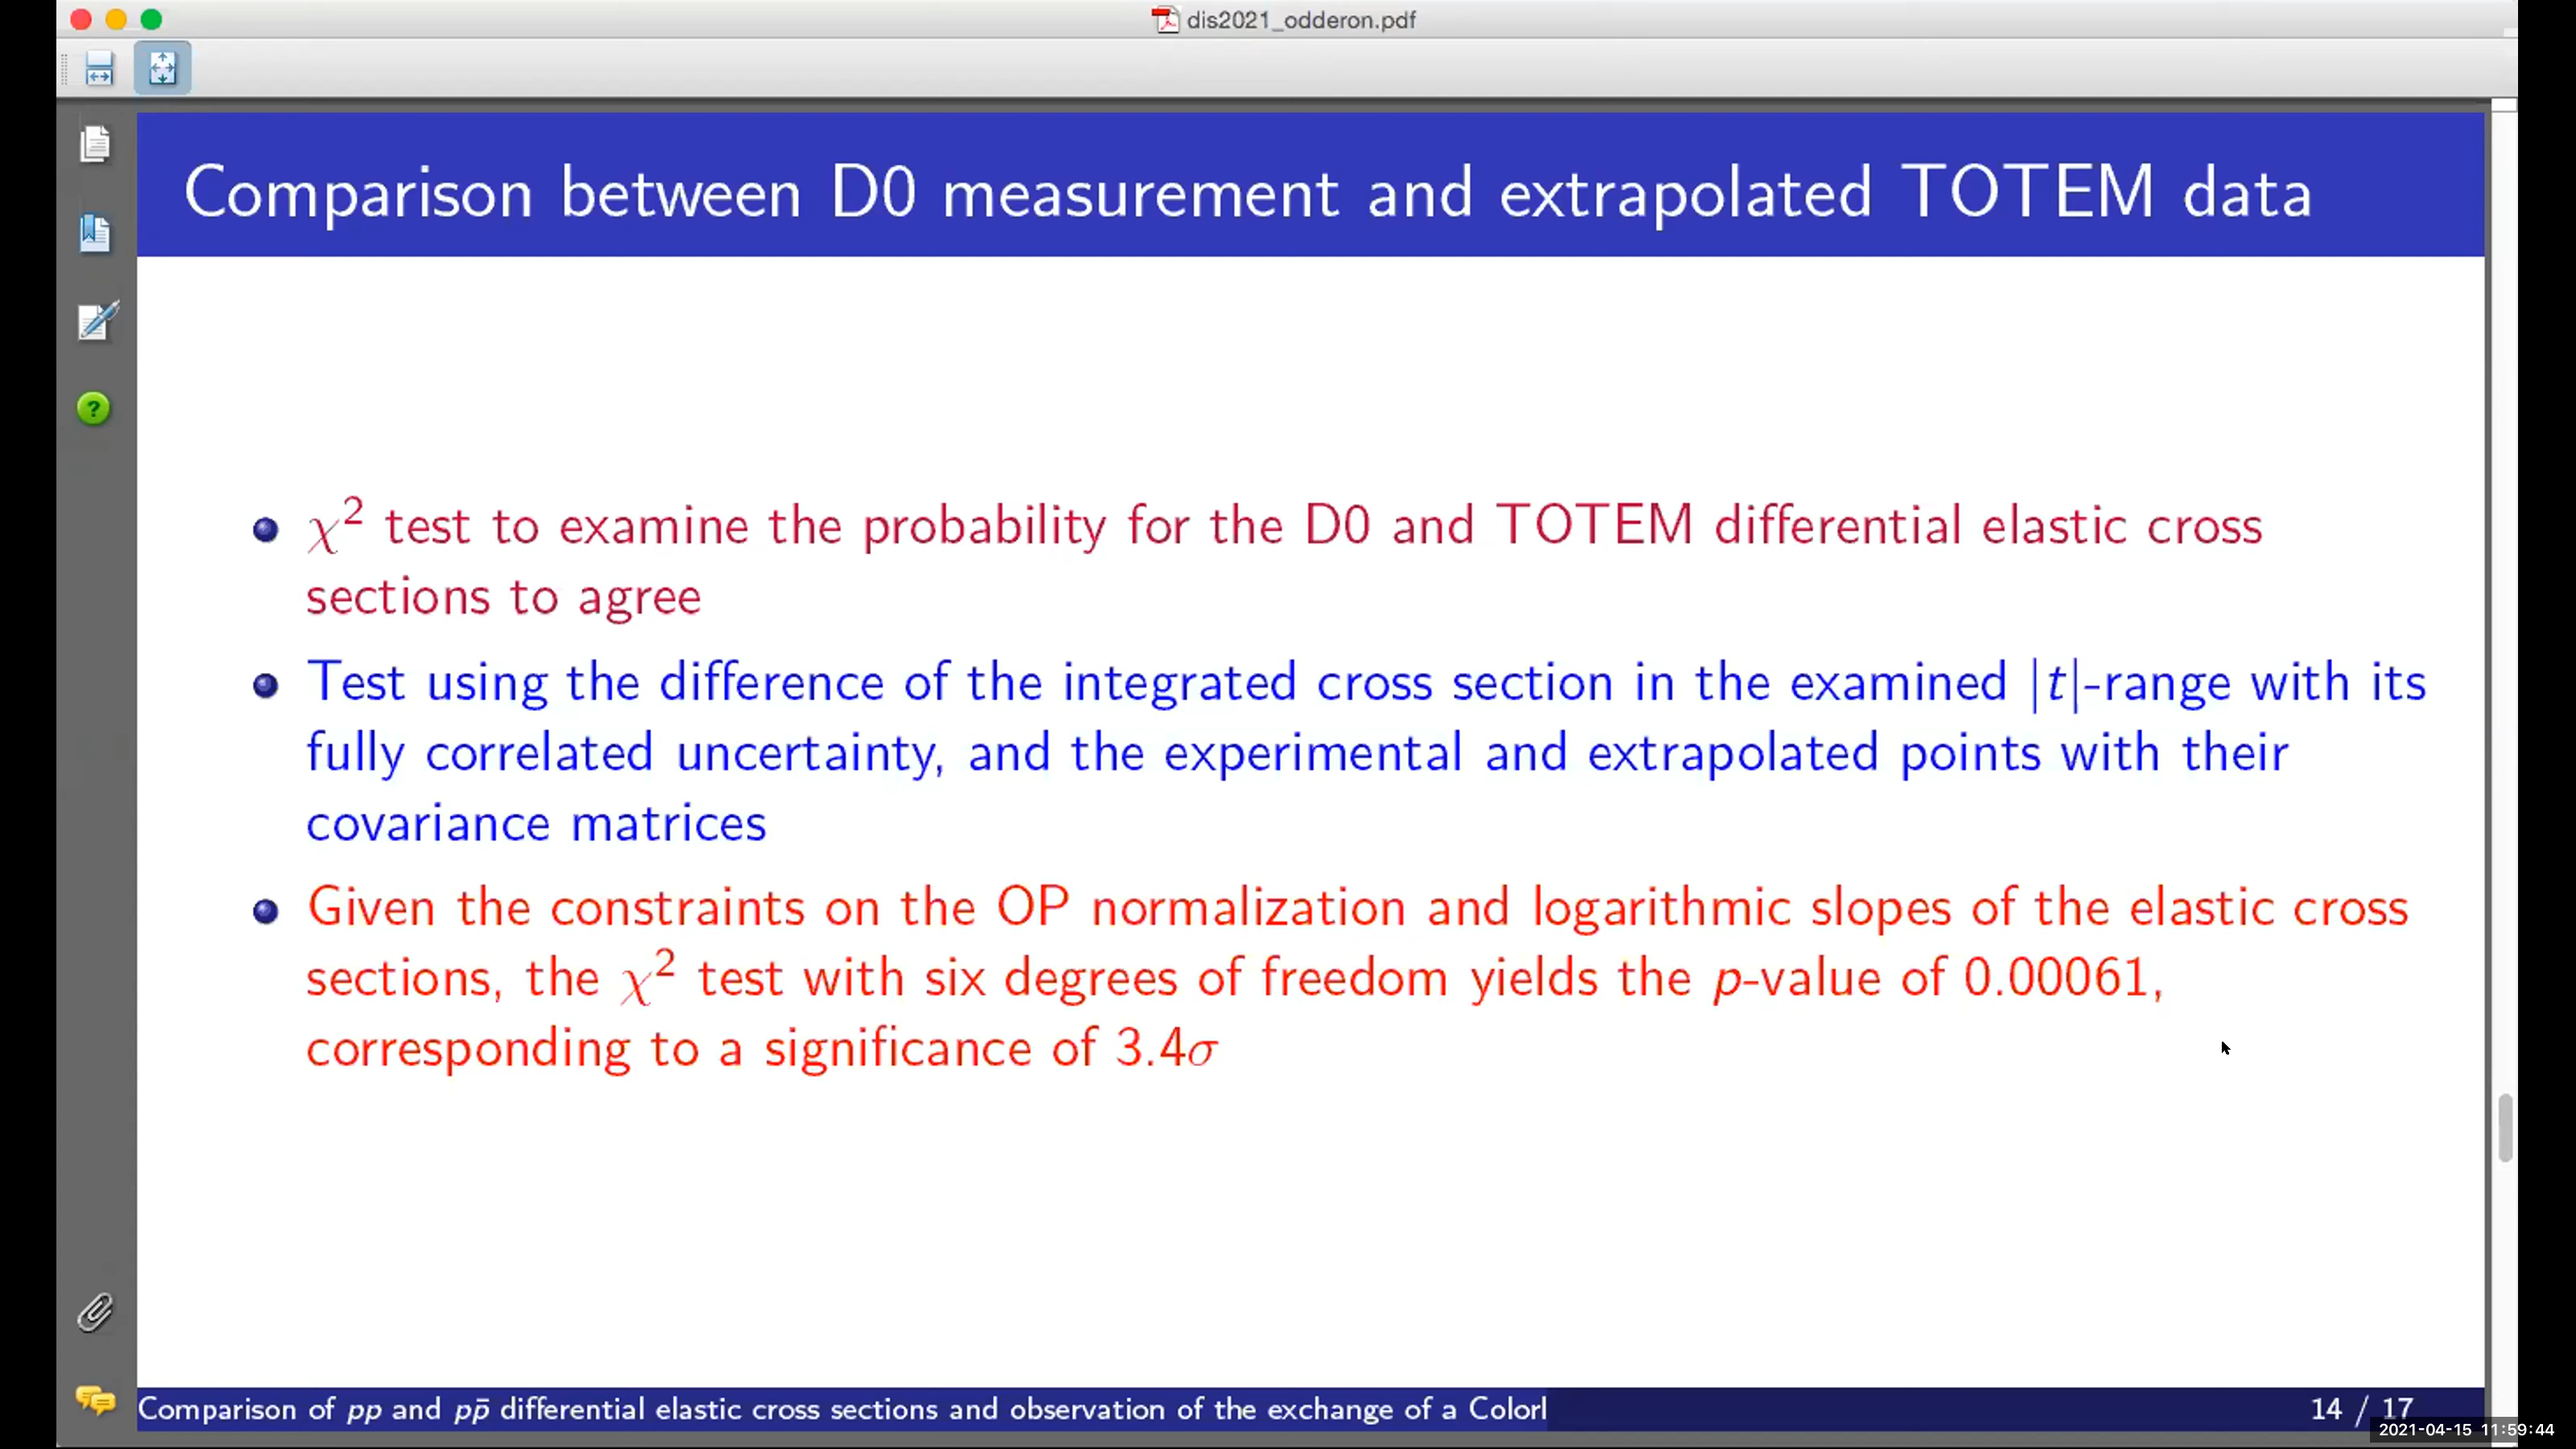 dis2021_odderon.pdf
Comparison between D0 measurement and extrapolated TOTEM data
χ² test to examine the probability for the D0 and TOTEM differential elastic cross
sections to agree
Test using the difference of the integrated cross section in the examined |t|-range with its
fully correlated uncertainty, and the experimental and extrapolated points with their
covariance matrices
Given the constraints on the OP normalization and logarithmic slopes of the elastic cross
sections, the χ² test with six degrees of freedom yields the p-value of 0.00061,
corresponding to a significance of 3.4σ
Comparison of pp and pp̄ differential elastic cross sections and observation of the exchange of a Colorl
14 / 17
2021-04-15 11:59:44